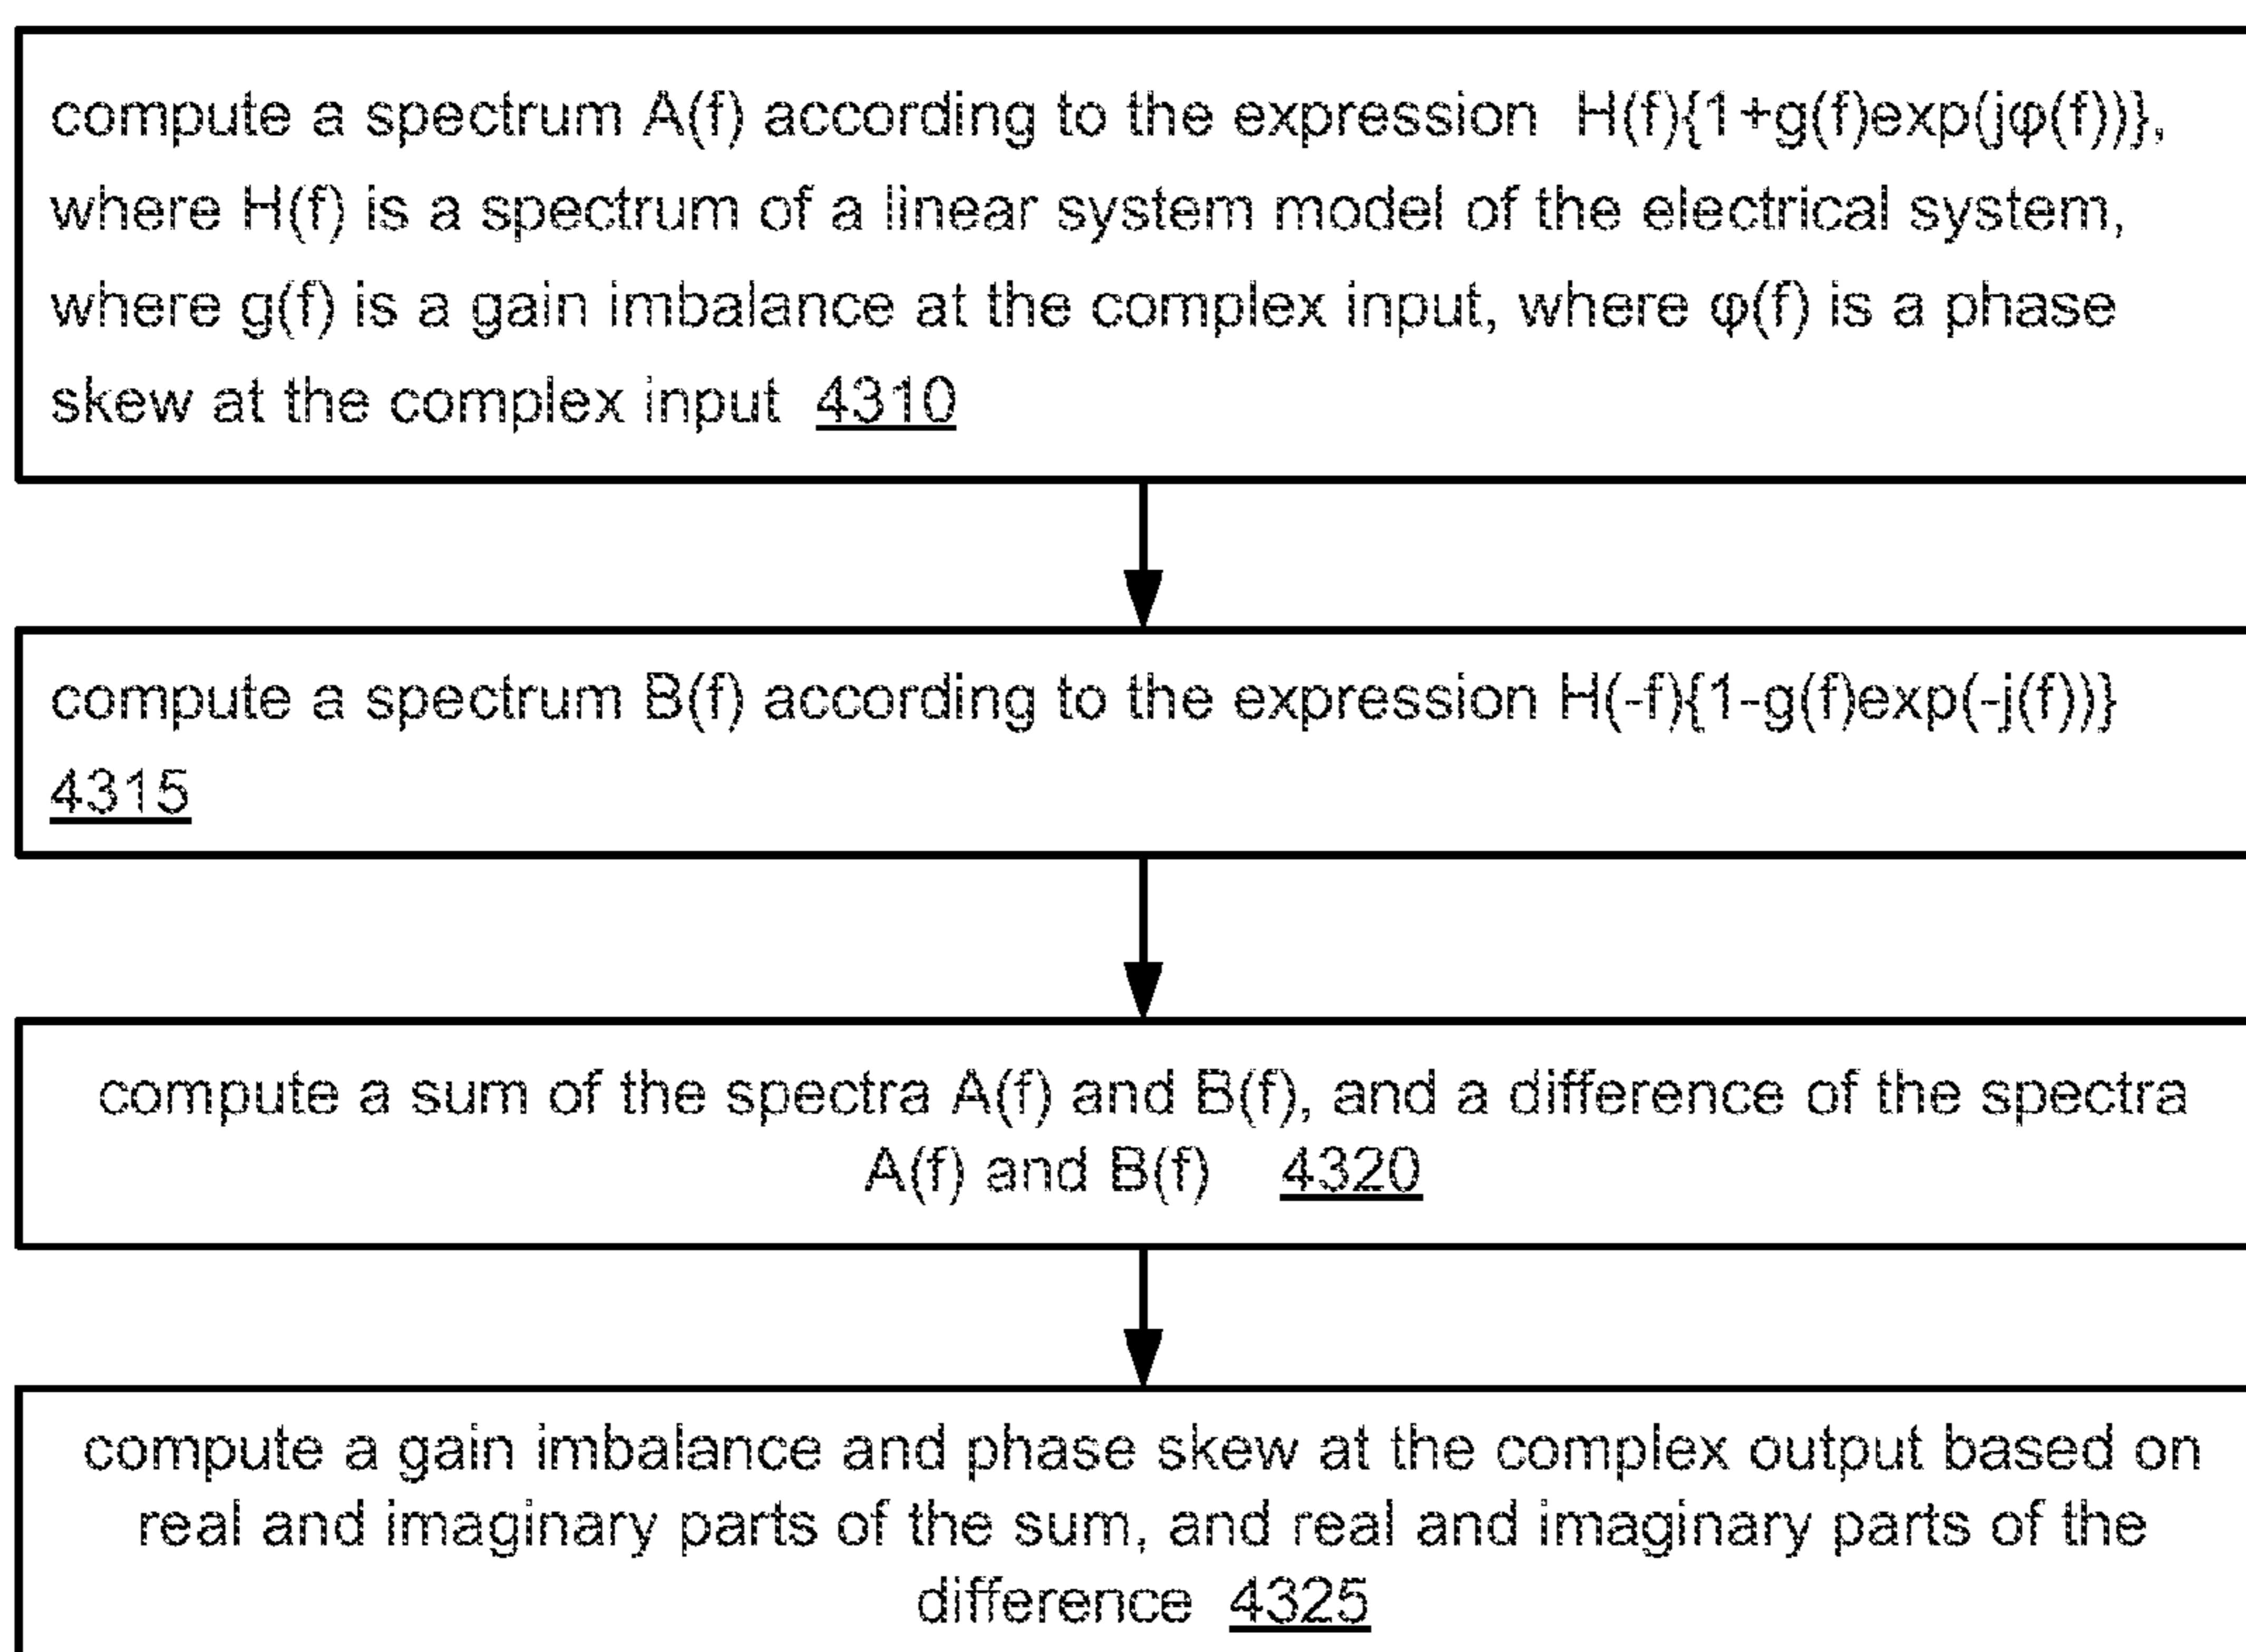 compute a spectrum A(f) according to the expression H(f){1+g(f)exp(jφ(f))},
where H(f) is a spectrum of a linear system model of the electrical system,
where g(f) is a gain imbalance at the complex input, where φ(f) is a phase
skew at the complex input 4310
compute a spectrum B(f) according to the expression H(-f){1-g(f)exp(-j(f))}
4315
compute a sum of the spectra A(f) and B(f), and a difference of the spectra
A(f) and B(f) 4320
compute a gain imbalance and phase skew at the complex output based on
real and imaginary parts of the sum, and real and imaginary parts of the
difference 4325